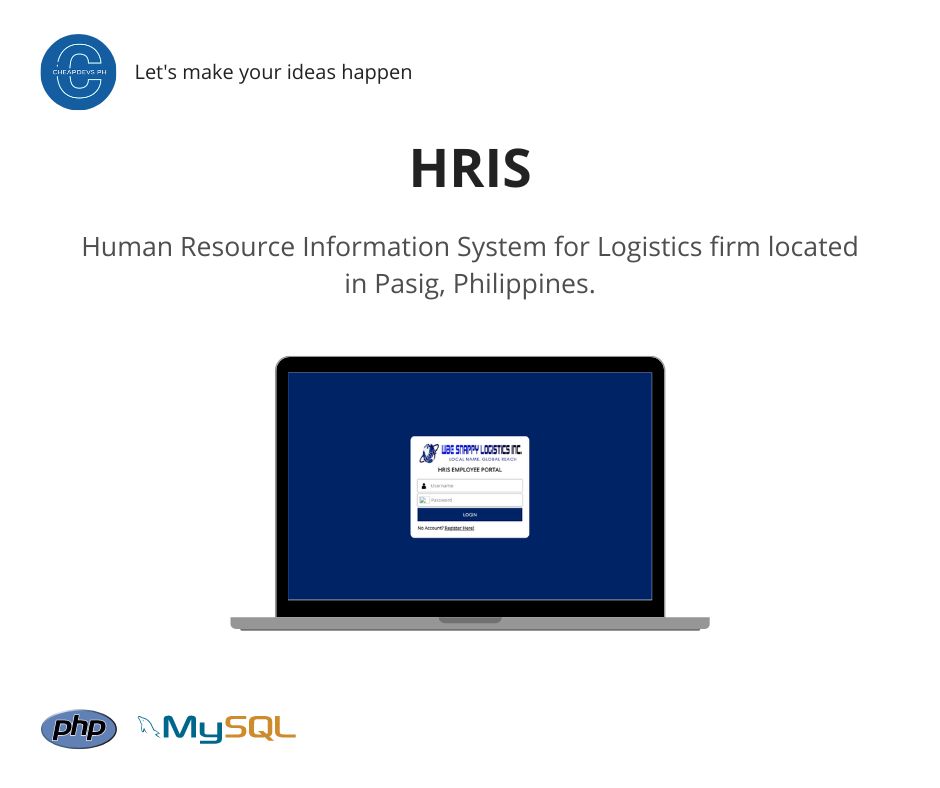 CHEAPDEVS PH
Let's make your ideas happen
HRIS
Human Resource Information System for Logistics firm located
in Pasig, Philippines.
WBE SNAPPY LOGISTICS INC.
LOCAL NAME, GLOBAL REACH
HRIS EMPLOYEE PORTAL
Username
Password
LOGIN
No Account? Register Here!
php
MySQL